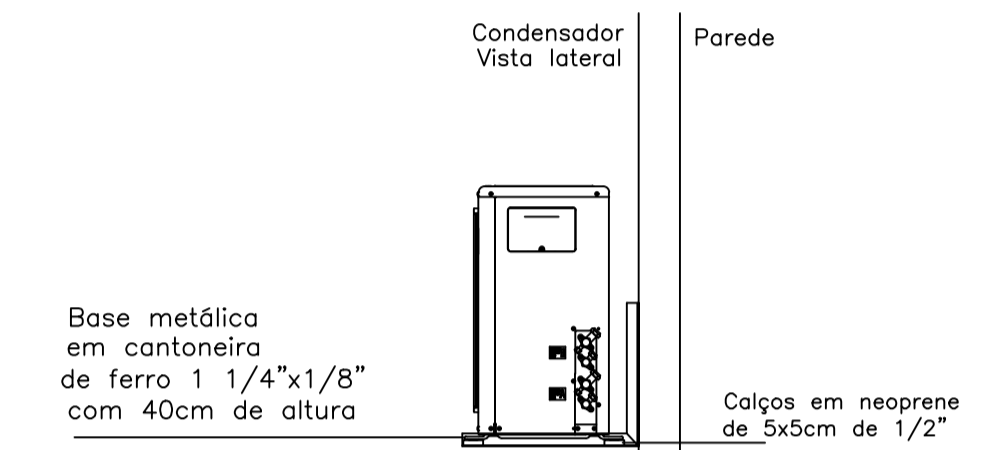 Condensador
Vista lateral
Parede
Base metálica
em cantoneira
de ferro 1 1/4”x1/8”
com 40cm de altura
Calços em neoprene
de 5x5cm de 1/2”